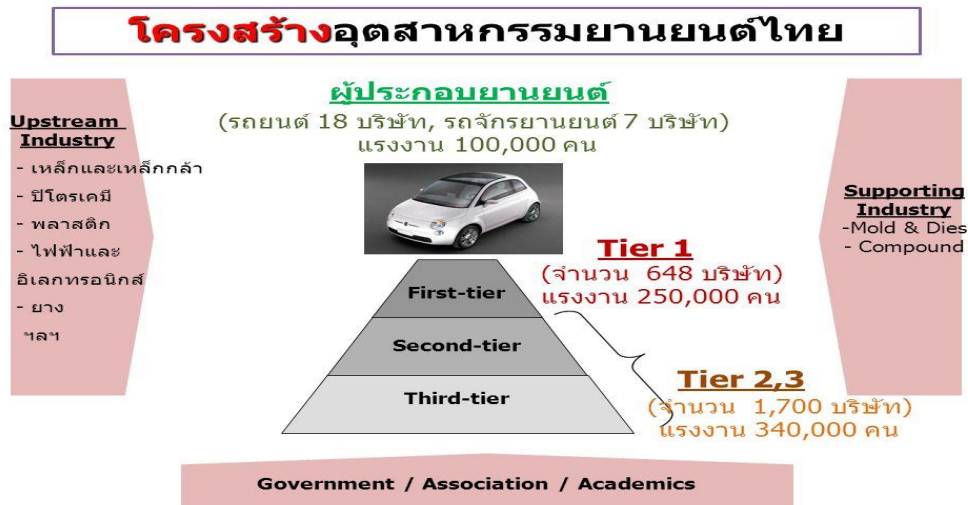 โครงสร้างอุตสาหกรรมยานยนต์ไทย
ผู้ประกอบยานยนต์
(รถยนต์ 18 บริษัท, รถจักรยานยนต์ 7 บริษัท)
แรงงาน 100,000 คน
Upstream
Industry
- เหล็กและเหล็กกล้า
- ปิโตรเคมี
- พลาสติก
- ไฟฟ้าและ
อิเลกทรอนิกส์
- ยาง
ฯลฯ
Supporting
Industry
-Mold & Dies
- Compound
Tier 1
(จำนวน 648 บริษัท)
แรงงาน 250,000 คน
First-tier
Second-tier
Third-tier
Tier 2,3
(จำนวน 1,700 บริษัท)
แรงงาน 340,000 คน
Government / Association / Academics